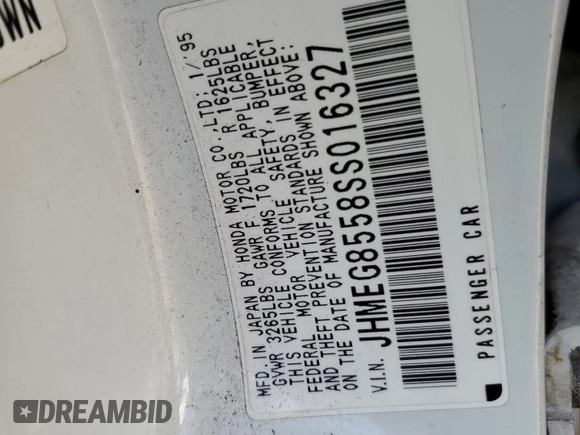 OWN
MFD. IN JAPAN BY HONDA MOTOR CO.,LTD; 1/95
GVWR 3265LBS GAWR F 1720LBS R 1625LBS
THIS VEHICLE CONFORMS TO ALL APPLICABLE
FEDERAL MOTOR VEHICLE SAFETY, BUMPER,
AND THEFT PREVENTION STANDARDS IN EFFECT
ON THE DATE OF MANUFACTURE SHOWN ABOVE:
V.I.N. JHMEG8558SS016327
PASSENGER CAR
DREAMBID